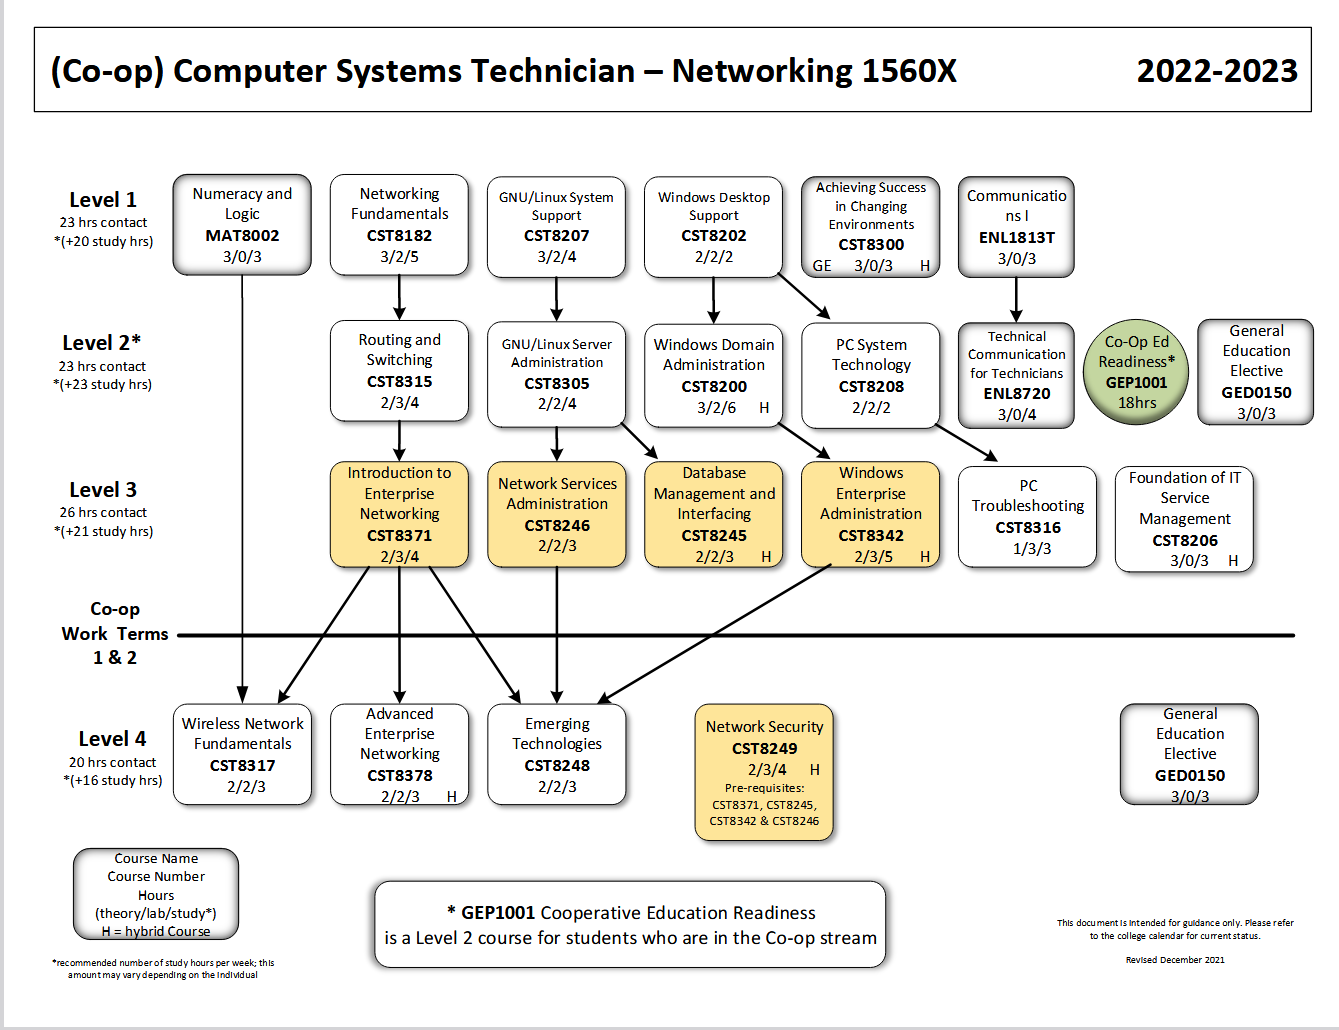 (Co-op) Computer Systems Technician – Networking 1560X 2022-2023
Level 1
23 hrs contact
*(+20 study hrs)
Numeracy and
Logic
MAT8002
3/0/3
Networking
Fundamentals
CST8182
3/2/5
GNU/Linux System
Support
CST8207
3/2/4
Windows Desktop
Support
CST8202
2/2/2
Achieving Success
in Changing
Environments
CST8300
GE 3/0/3 H
Communicatio
ns I
ENL1813T
3/0/3
Level 2*
23 hrs contact
*(+23 study hrs)
Routing and
Switching
CST8315
2/3/4
GNU/Linux Server
Administration
CST8305
2/2/4
Windows Domain
Administration
CST8200
3/2/6 H
PC System
Technology
CST8208
2/2/2
Technical
Communication
for Technicians
ENL8720
3/0/4
Co-Op Ed
Readiness*
GEP1001
18hrs
General
Education
Elective
GED0150
3/0/3
Level 3
26 hrs contact
*(+21 study hrs)
Introduction to
Enterprise
Networking
CST8371
2/3/4
Network Services
Administration
CST8246
2/2/3
Database
Management and
Interfacing
CST8245
2/2/3 H
Windows
Enterprise
Administration
CST8342
2/3/5 H
PC
Troubleshooting
CST8316
1/3/3
Foundation of IT
Service
Management
CST8206
3/0/3 H
Co-op
Work Terms
1 & 2
Level 4
20 hrs contact
*(+16 study hrs)
Wireless Network
Fundamentals
CST8317
2/2/3
Advanced
Enterprise
Networking
CST8378
2/2/3 H
Emerging
Technologies
CST8248
2/2/3
Network Security
CST8249
2/3/4 H
Pre-requisites:
CST8371, CST8245,
CST8342 & CST8246
General
Education
Elective
GED0150
3/0/3
Course Name
Course Number
Hours
(theory/lab/study*)
H = hybrid Course
*recommended number of study hours per week; this
amount may vary depending on the individual
* GEP1001 Cooperative Education Readiness
is a Level 2 course for students who are in the Co-op stream
This document is intended for guidance only. Please refer
to the college calendar for current status.
Revised December 2021